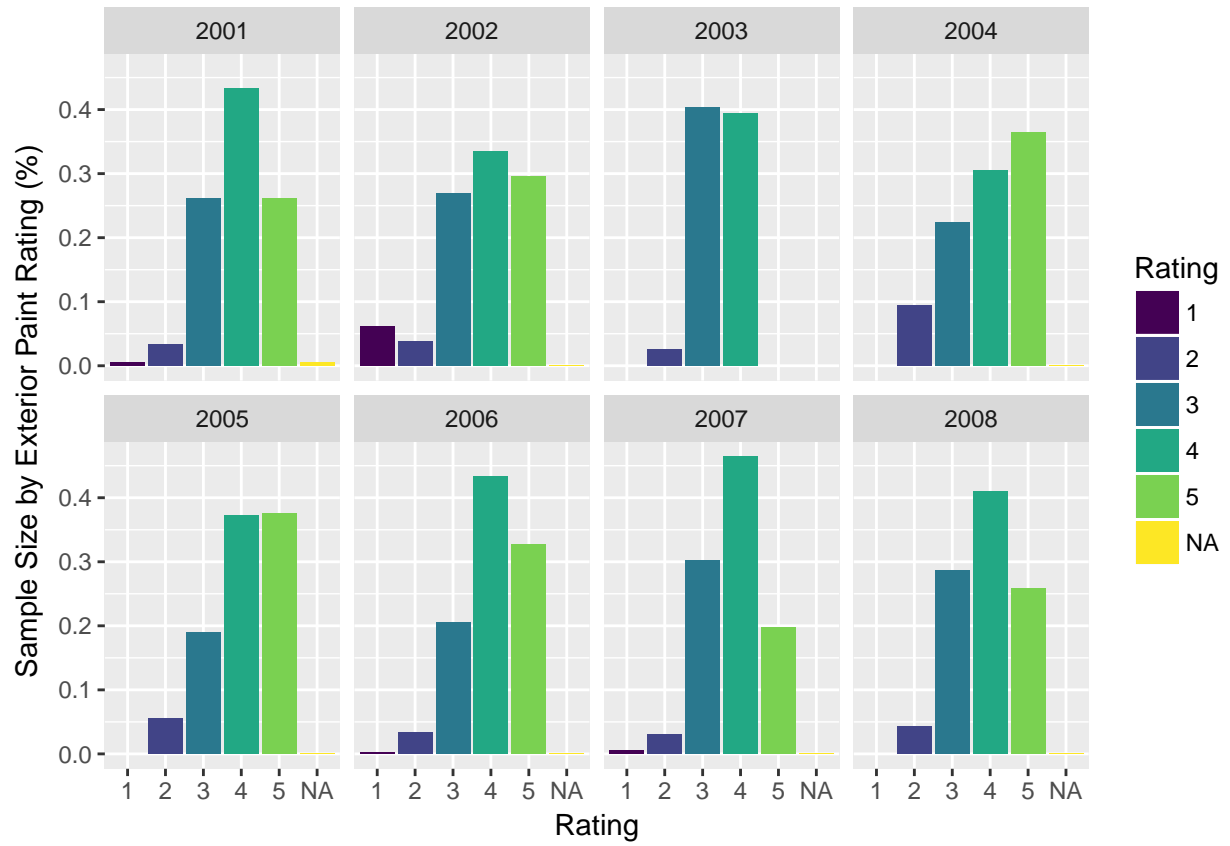 2001 2002 2003 2004
Sample Size by Exterior Paint Rating (%)
0.4
0.3
0.2
0.1
0.0
2005 2006 2007 2008
0.4
0.3
0.2
0.1
0.0
1 2 3 4 5 NA 1 2 3 4 5 NA 1 2 3 4 5 NA 1 2 3 4 5 NA
Rating
Rating
1
2
3
4
5
NA